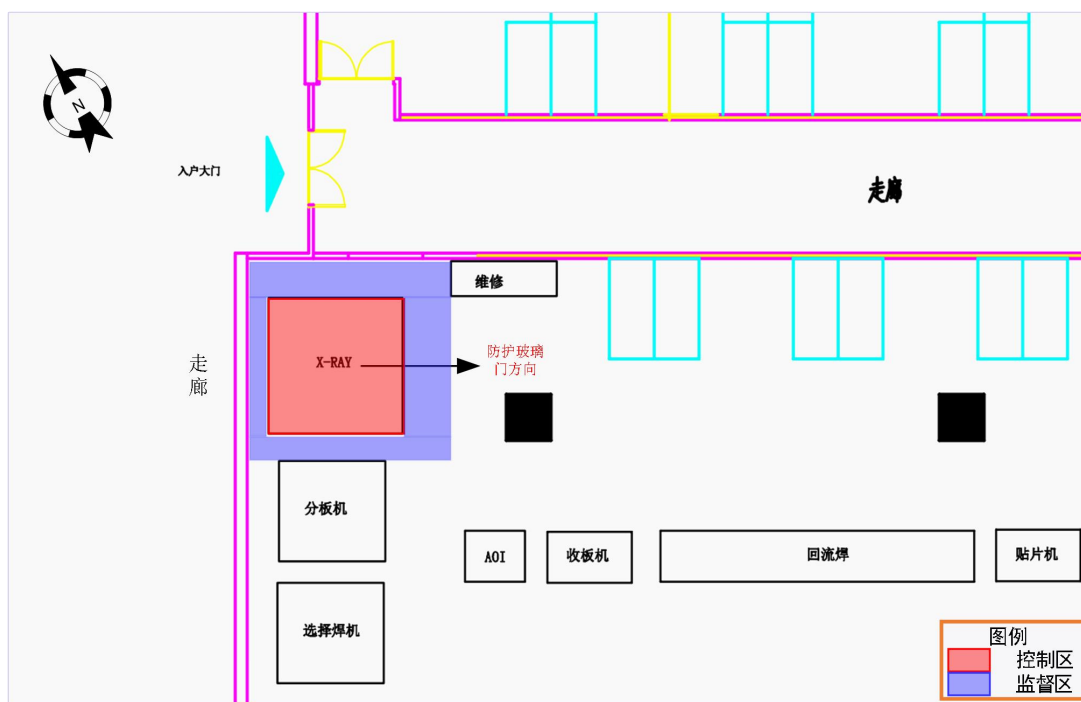 N
入户大门
走廊
维修
走
廊
X-RAY
防护玻璃
门方向
分板机
AOI
收板机
回流焊
贴片机
选择焊机
图例
控制区
监督区